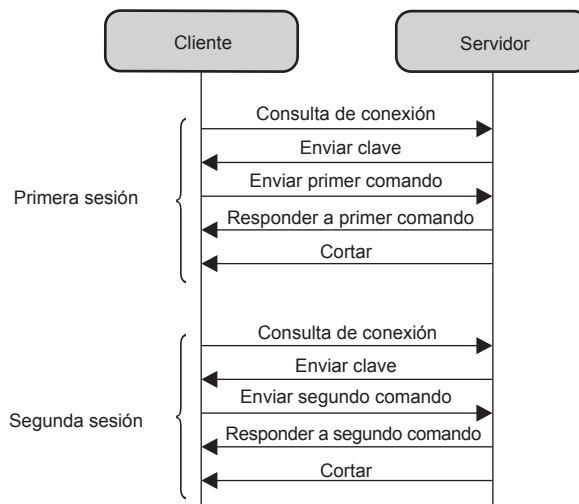 Cliente
Servidor
Consulta de conexión
Enviar clave
Primera sesión
Enviar primer comando
Responder a primer comando
Cortar
Consulta de conexión
Enviar clave
Segunda sesión
Enviar segundo comando
Responder a segundo comando
Cortar